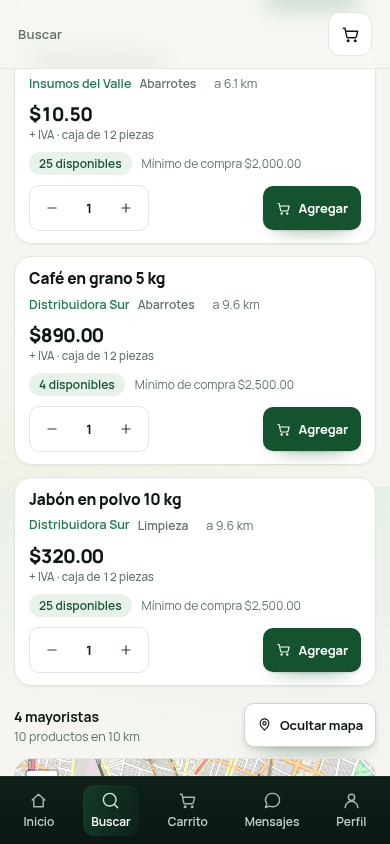 Buscar
Insumos del Valle Abarrotes a 6.1 km
$10.50
+ IVA · caja de 12 piezas
25 disponibles Mínimo de compra $2,000.00
− 1 + Agregar
Café en grano 5 kg
Distribuidora Sur Abarrotes a 9.6 km
$890.00
+ IVA · caja de 12 piezas
4 disponibles Mínimo de compra $2,500.00
− 1 + Agregar
Jabón en polvo 10 kg
Distribuidora Sur Limpieza a 9.6 km
$320.00
+ IVA · caja de 12 piezas
25 disponibles Mínimo de compra $2,500.00
− 1 + Agregar
4 mayoristas
10 productos en 10 km
Ocultar mapa
Inicio Buscar Carrito Mensajes Perfil